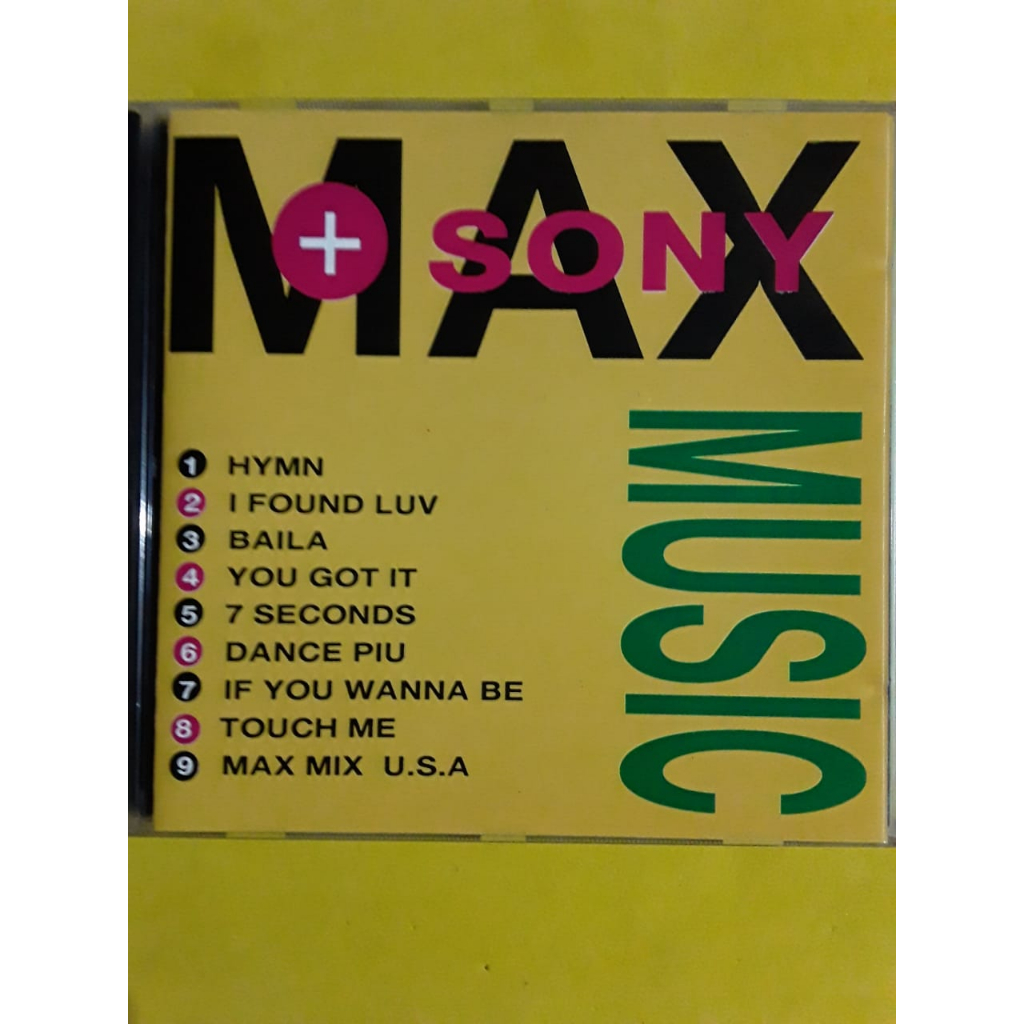 MAX
+ SONY
MUSIC
1 HYMN
2 I FOUND LUV
3 BAILA
4 YOU GOT IT
5 7 SECONDS
6 DANCE PIU
7 IF YOU WANNA BE
8 TOUCH ME
9 MAX MIX U.S.A